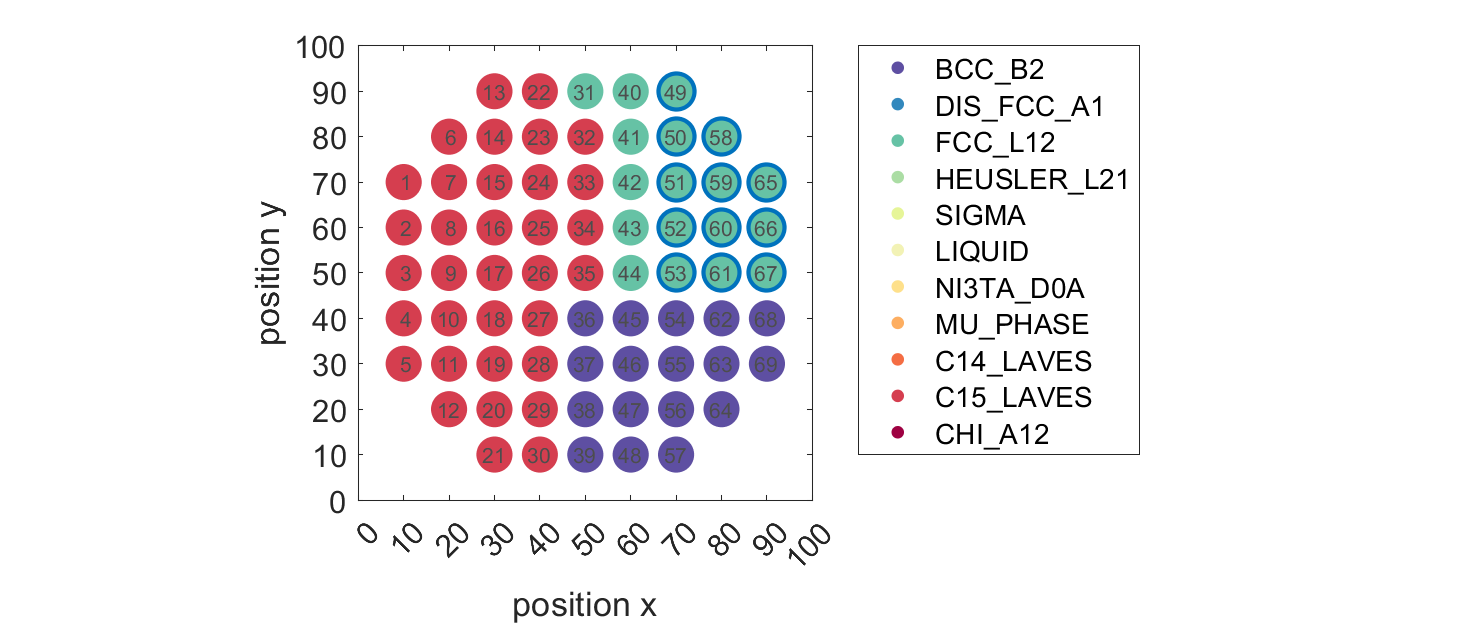 100
90 13 22 31 40 49
80 6 14 23 32 41 50 58
70 1 7 15 24 33 42 51 59 65
60 2 8 16 25 34 43 52 60 66
50 3 9 17 26 35 44 53 61 67
40 4 10 18 27 36 45 54 62 68
30 5 11 19 28 37 46 55 63 69
20 12 20 29 38 47 56 64
10 21 30 39 48 57
0
0 10 20 30 40 50 60 70 80 90 100
position x
position y
BCC_B2
DIS_FCC_A1
FCC_L12
HEUSLER_L21
SIGMA
LIQUID
NI3TA_D0A
MU_PHASE
C14_LAVES
C15_LAVES
CHI_A12